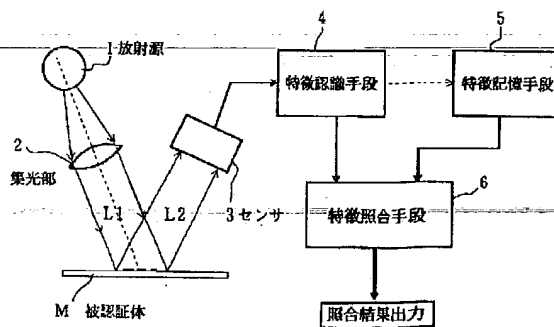 1 放射源
4
5
特徴認識手段
特徴記憶手段
2
集光部
L1
L2
3 センサ
6
特徴照合手段
M 被認証体
照合結果出力